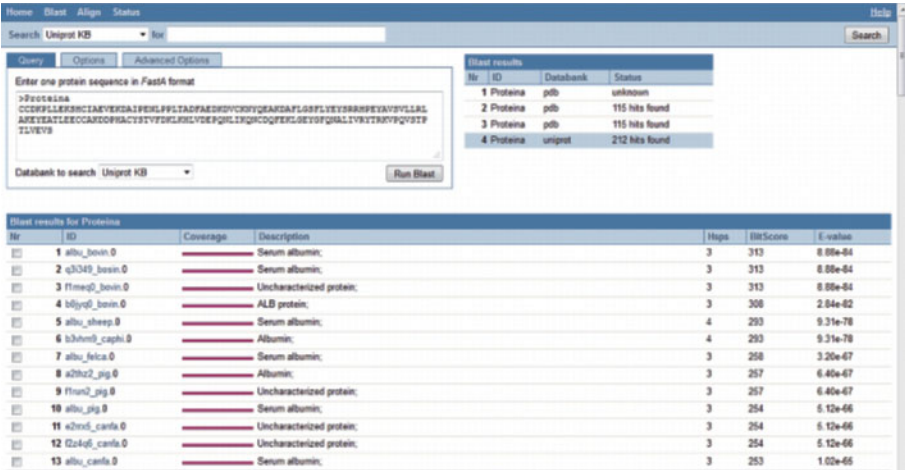 Home Blast Align Status Help
Search Uniprot KB for Search
Query Options Advanced Options
Enter one protein sequence in FastA format
>Proteina
CCDKPLLEKSHCIAEVEKDAIPENLPPLTADFAEDKDVCKNYQEAKDAFLGSFLYEYSRRHPEYAVSVLLRL
AKEYEATLEECCAKDDPHACYSTVFDKLKHLVDEPQNLIKQNCDQFEKLGEYGFQNALIVRYTRKVPQVSTP
TLVEVS
Databank to search Uniprot KB Run Blast
Blast results
Nr ID Databank Status
1 Proteina pdb unknown
2 Proteina pdb 115 hits found
3 Proteina pdb 115 hits found
4 Proteina uniprot 212 hits found
Blast results for Proteina
Nr ID Coverage Description Hsps BitScore E-value
1 albu_bovin.0 Serum albumin; 3 313 8.88e-84
2 q3i349_bosin.0 Serum albumin; 3 313 8.88e-84
3 f1meq0_bovin.0 Uncharacterized protein; 3 313 8.88e-84
4 b0jyq0_bovin.0 ALB protein; 3 308 2.84e-82
5 albu_sheep.0 Serum albumin; 4 293 9.31e-78
6 b3vhm9_caphi.0 Albumin; 4 293 9.31e-78
7 albu_felca.0 Serum albumin; 3 258 3.20e-67
8 a2thz2_pig.0 Albumin; 3 257 6.40e-67
9 f1run2_pig.0 Uncharacterized protein; 3 257 6.40e-67
10 albu_pig.0 Serum albumin; 3 254 5.12e-66
11 e2rnx5_canfa.0 Uncharacterized protein; 3 254 5.12e-66
12 f2z4q6_canfa.0 Uncharacterized protein; 3 254 5.12e-66
13 albu_canfa.0 Serum albumin; 3 253 1.02e-65